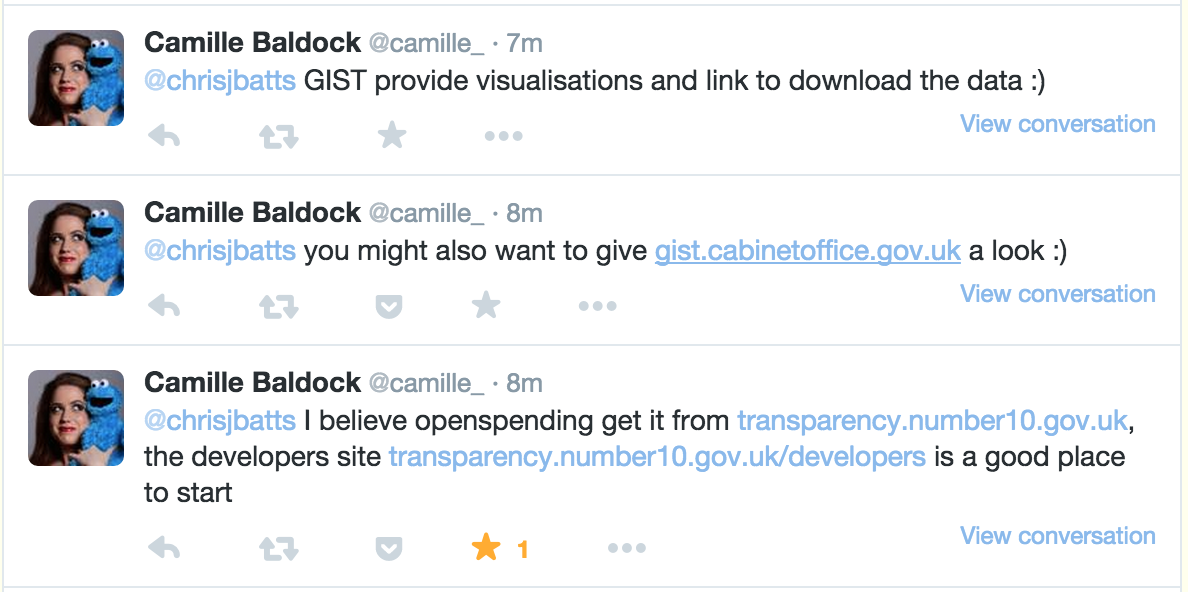 Camille Baldock @camille_ · 7m
@chrisjbatts GIST provide visualisations and link to download the data :)
View conversation
Camille Baldock @camille_ · 8m
@chrisjbatts you might also want to give gist.cabinetoffice.gov.uk a look :)
View conversation
Camille Baldock @camille_ · 8m
@chrisjbatts I believe openspending get it from transparency.number10.gov.uk,
the developers site transparency.number10.gov.uk/developers is a good place
to start
1
View conversation